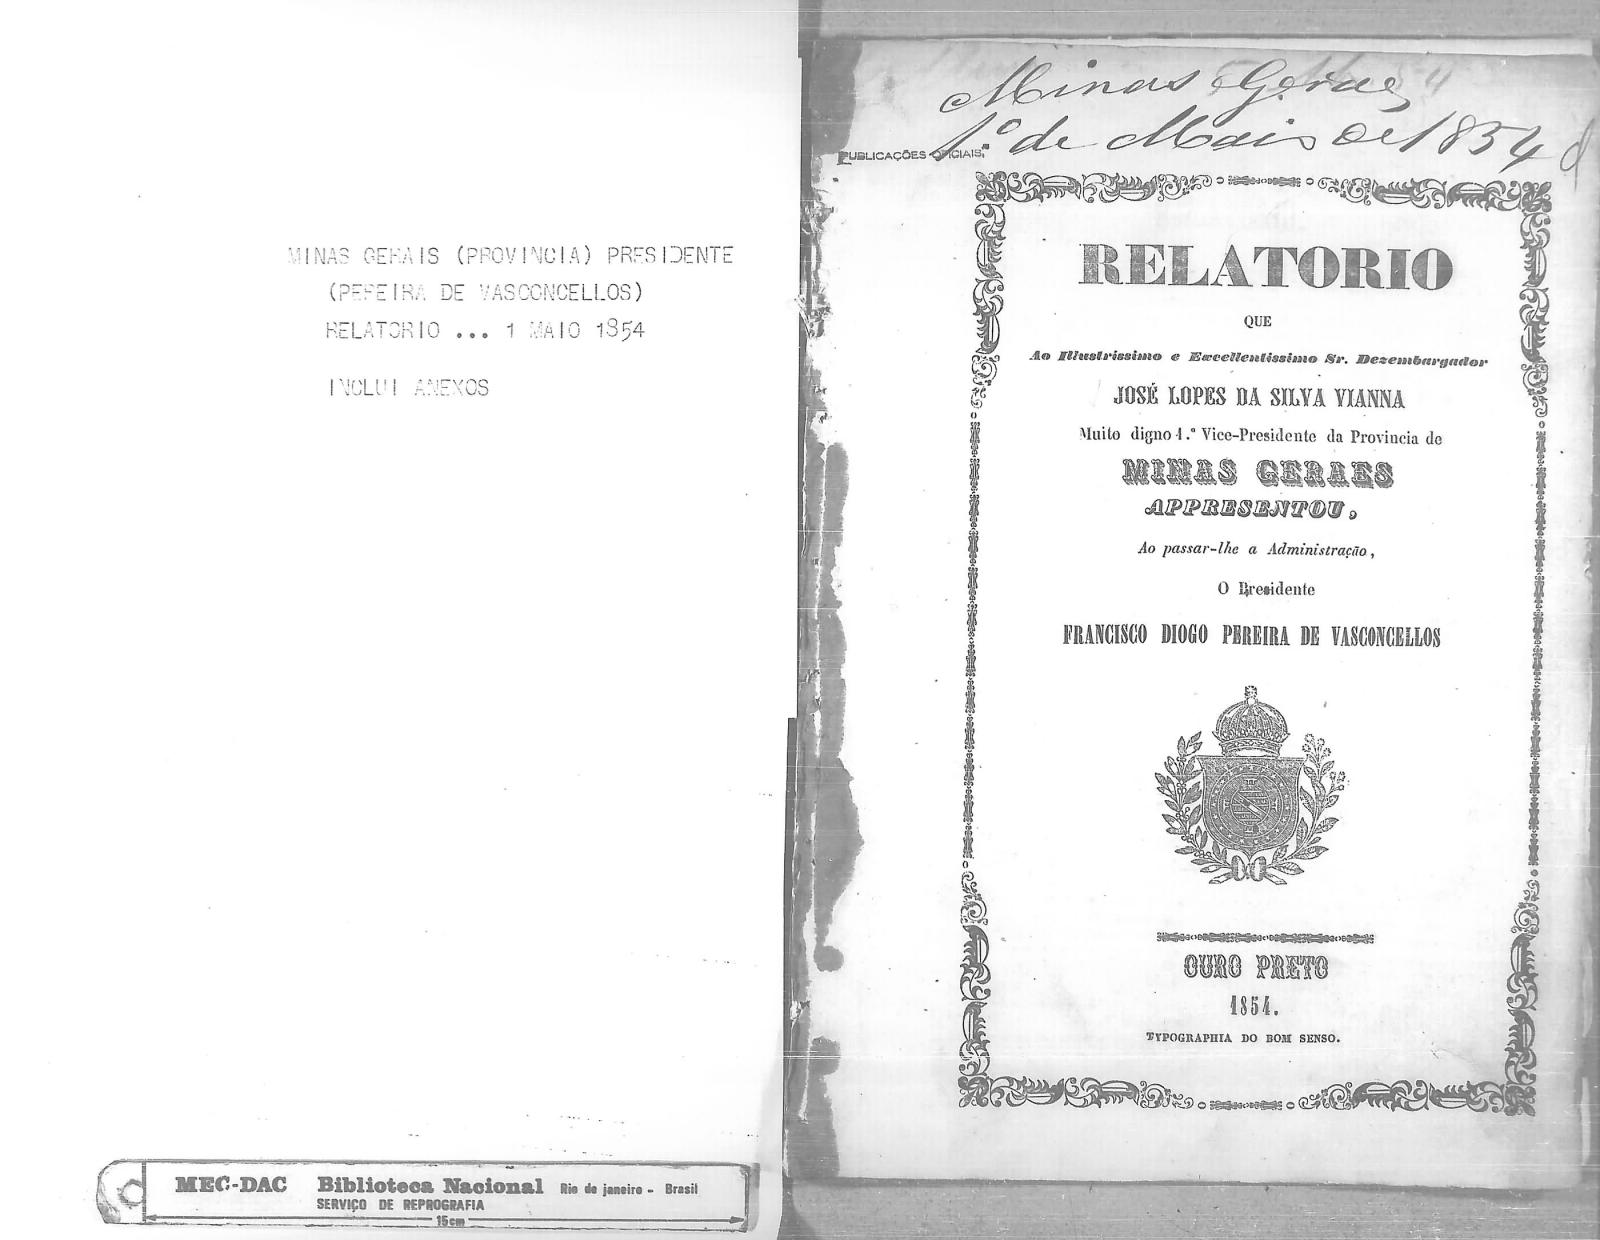 MINAS GERAIS (PROVINCIA) PRESIDENTE
(PEREIRA DE VASCONCELLOS)
RELATORIO ... 1 MAIO 1854
INCLUI ANEXOS
MEC-DAC Biblioteca Nacional Rio de janeiro - Brasil
SERVIÇO DE REPROGRAFIA
15cm
Minas Geraes
1.º de Maio de 1854
PUBLICAÇÕES OFICIAIS
RELATORIO
QUE
Ao Illustrissimo e Excellentissimo Sr. Dezembargador
JOSÉ LOPES DA SILVA VIANNA
Muito digno 1.º Vice-Presidente da Provincia de
MINAS GERAES
APPRESENTOU,
Ao passar-lhe a Administração,
O Presidente
FRANCISCO DIOGO PEREIRA DE VASCONCELLOS
OURO PRETO
1854.
TYPOGRAPHIA DO BOM SENSO.